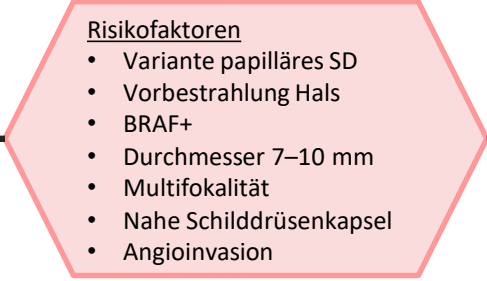 Risikofaktoren
• Variante papilläres SD
• Vorbestrahlung Hals
• BRAF+
• Durchmesser 7–10 mm
• Multifokalität
• Nahe Schilddrüsenkapsel
• Angioinvasion